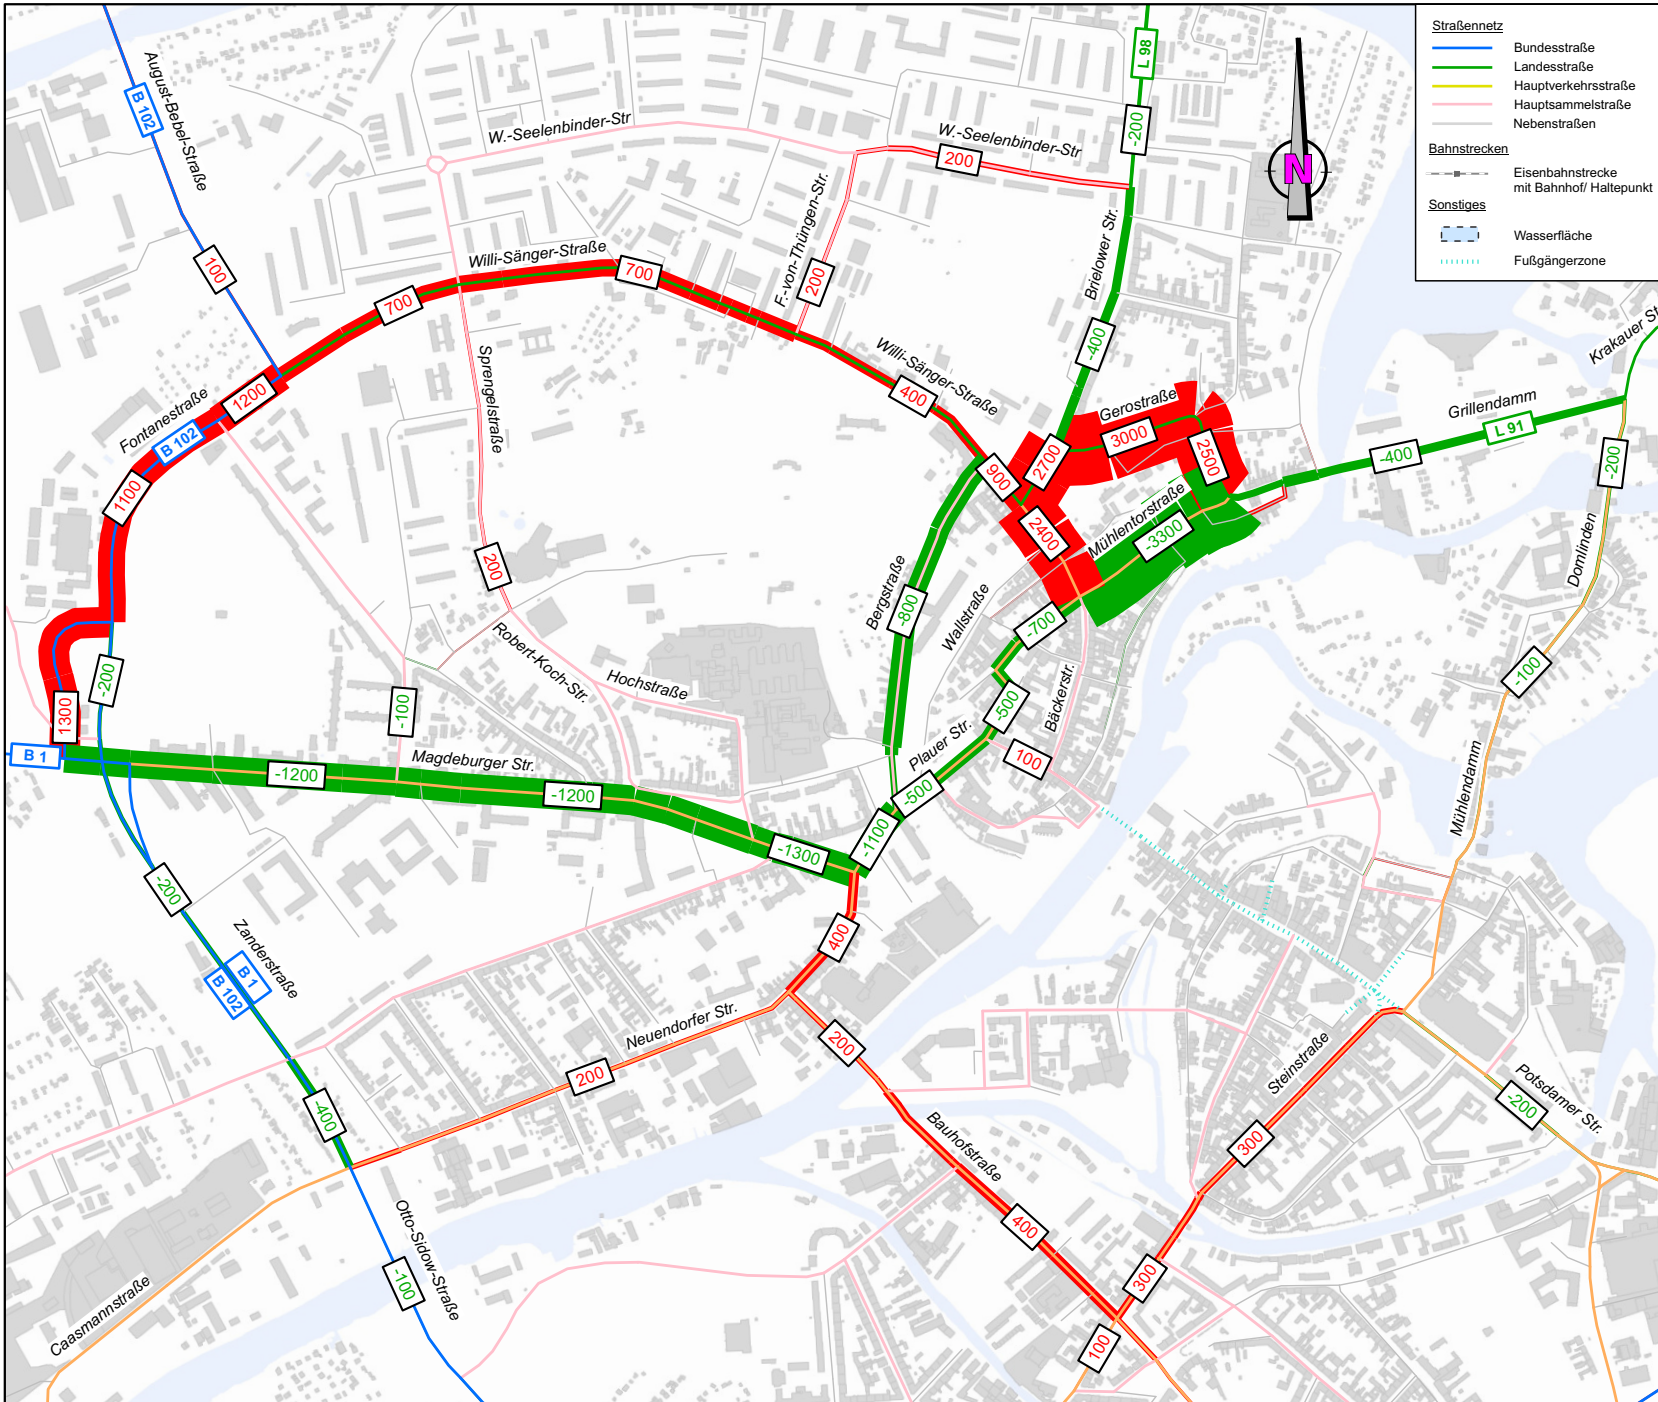 Straßennetz
Bundesstraße
Landesstraße
Hauptverkehrsstraße
Hauptsammelstraße
Nebenstraßen
Bahnstrecken
Eisenbahnstrecke
mit Bahnhof/ Haltepunkt
Sonstiges
Wasserfläche
Fußgängerzone
N
L 98
B 102
August-Bebel-Straße
-200
W.-Seelenbinder-Str
W.-Seelenbinder-Str
200
F.-von-Thüngen-Str.
200
Brielower Str.
100
Willi-Sänger-Straße
700
700
Krakauer St
-400
Sprengelstraße
Willi-Sänger-Straße
400
1200
Fontanestraße
B 102
Gerostraße
3000
Grillendamm
L 91
-400
2700
2500
-200
900
1100
Mühlentorstraße
-3300
2400
200
Domlinden
Bergstraße
-800
Wallstraße
-700
Robert-Koch-Str.
Hochstraße
-200
-100
-100
1300
-500
Bäckerstr.
Plauer Str.
100
B 1
Magdeburger Str.
-1200
-1200
-500
Mühlendamm
-1100
-1300
-200
400
Zanderstraße
B 1
B 102
Neuendorfer Str.
200
200
Steinstraße
Potsdamer Str.
-200
-400
Bauhofstraße
300
400
Otto-Sidow-Straße
-100
300
Caasmannstraße
100